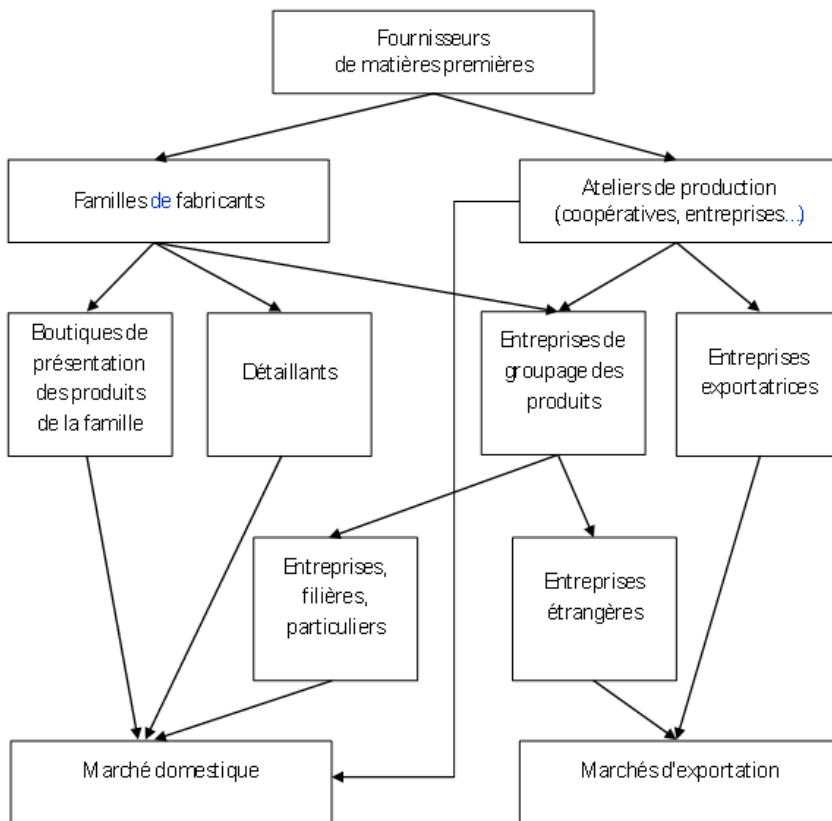 Fournisseurs
de matières premières
Familles de fabricants
Ateliers de production
(coopératives, entreprises...)
Boutiques de
présentation
des produits
de la famille
Détaillants
Entreprises de
groupage des
produits
Entreprises
exportatrices
Entreprises,
filières,
particuliers
Entreprises
étrangères
Marché domestique
Marchés d'exportation